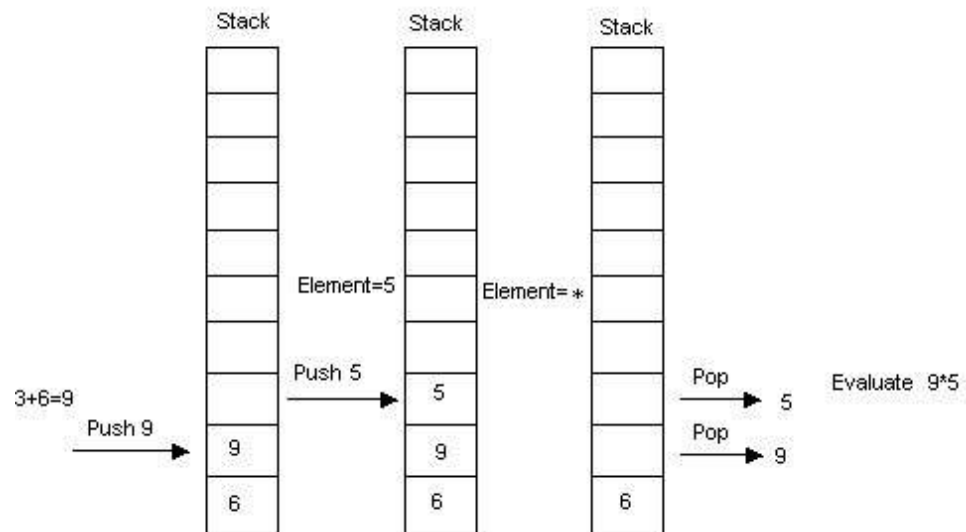 Stack
Stack
Stack
Element=5
Element= *
Push 5
5
Pop
5
Evaluate 9*5
3+6=9
Push 9
9
9
Pop
9
6
6
6